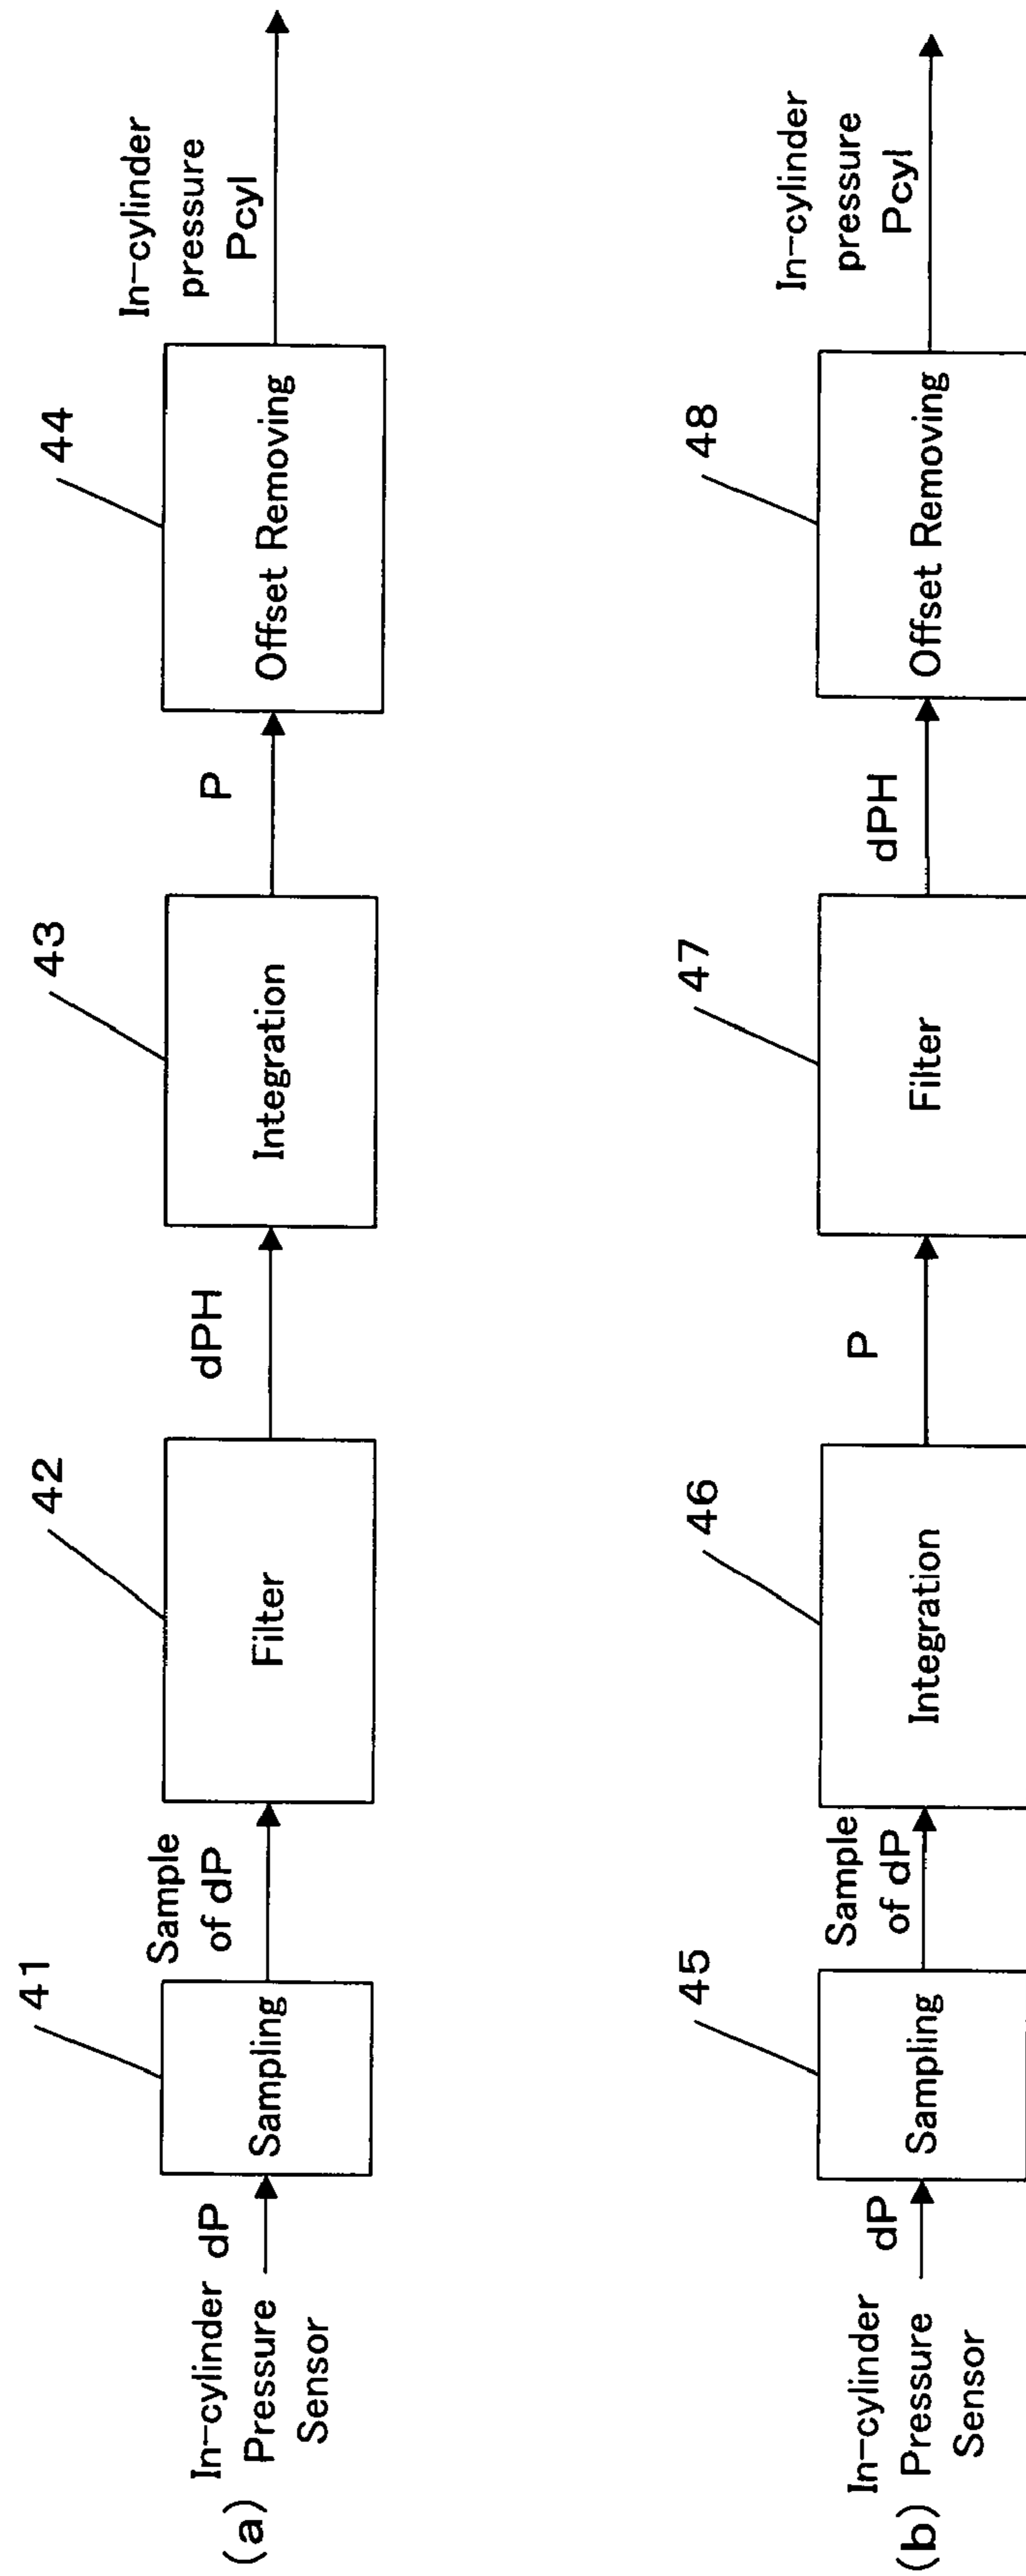 (a)
In-cylinder
Pressure
Sensor
dP
41
Sampling
Sample
of dP
42
Filter
dPH
43
Integration
P
44
Offset Removing
In-cylinder
pressure
Pcyl
(b)
In-cylinder
Pressure
Sensor
dP
45
Sampling
Sample
of dP
46
Integration
P
47
Filter
dPH
48
Offset Removing
In-cylinder
pressure
Pcyl